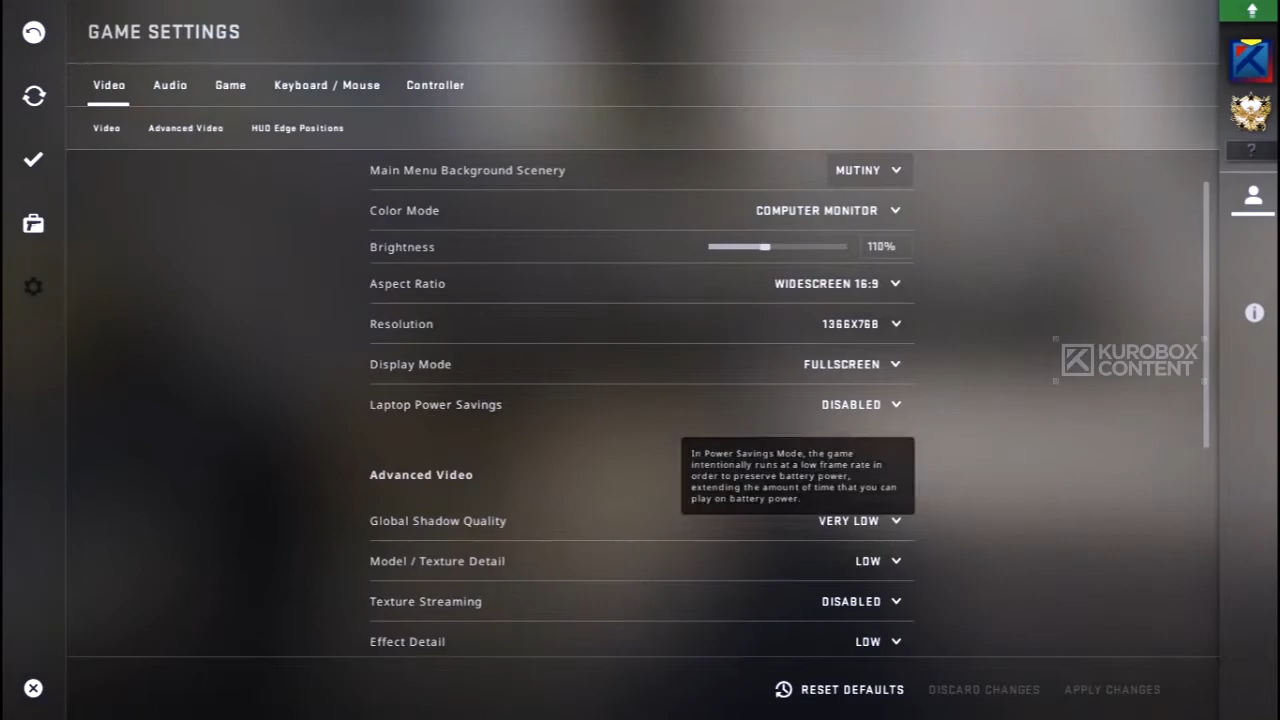 GAME SETTINGS
Video Audio Game Keyboard / Mouse Controller
Video Advanced Video HUD Edge Positions
Main Menu Background Scenery MUTINY
Color Mode COMPUTER MONITOR
Brightness 110%
Aspect Ratio WIDESCREEN 16:9
Resolution 1366X768
Display Mode FULLSCREEN
Laptop Power Savings DISABLED
KUROBOX
CONTENT
In Power Savings Mode, the game
intentionally runs at a low frame rate in
order to preserve battery power,
extending the amount of time that you can
play on battery power.
Advanced Video
Global Shadow Quality VERY LOW
Model / Texture Detail LOW
Texture Streaming DISABLED
Effect Detail LOW
RESET DEFAULTS DISCARD CHANGES APPLY CHANGES